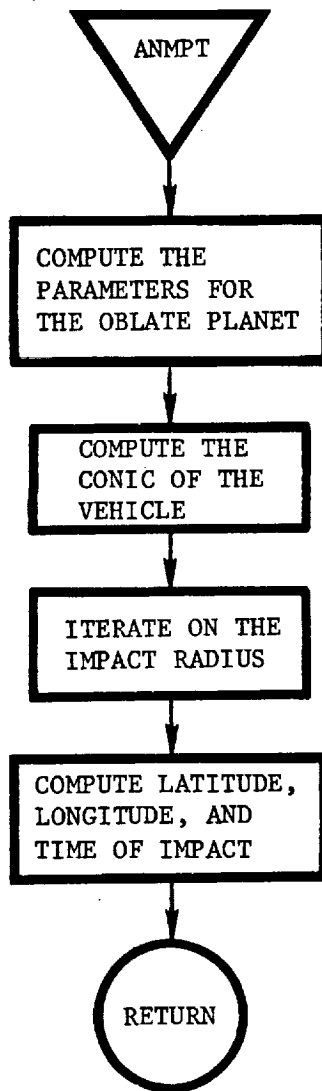 ANMPT
COMPUTE THE
PARAMETERS FOR
THE OBLATE PLANET
COMPUTE THE
CONIC OF THE
VEHICLE
ITERATE ON THE
IMPACT RADIUS
COMPUTE LATITUDE,
LONGITUDE, AND
TIME OF IMPACT
RETURN